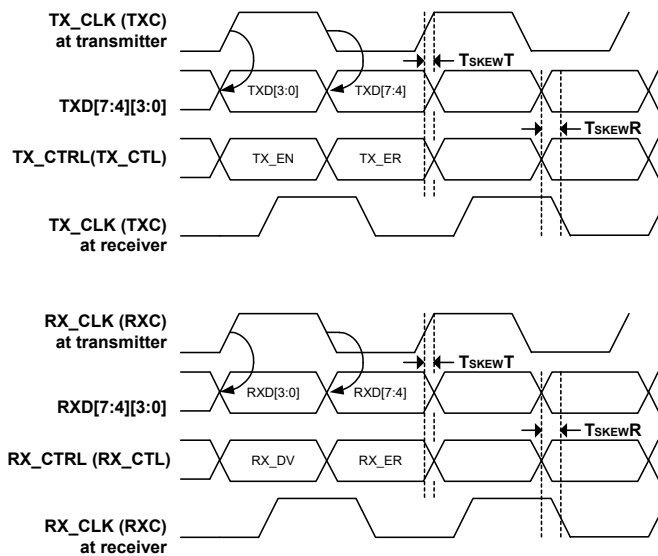 TX_CLK (TXC)
at transmitter
TSKEWT
TXD[7:4][3:0]
TXD[3:0]
TXD[7:4]
TSKEWR
TX_CTRL(TX_CTL)
TX_EN
TX_ER
TX_CLK (TXC)
at receiver
RX_CLK (RXC)
at transmitter
TSKEWT
RXD[7:4][3:0]
RXD[3:0]
RXD[7:4]
TSKEWR
RX_CTRL (RX_CTL)
RX_DV
RX_ER
RX_CLK (RXC)
at receiver